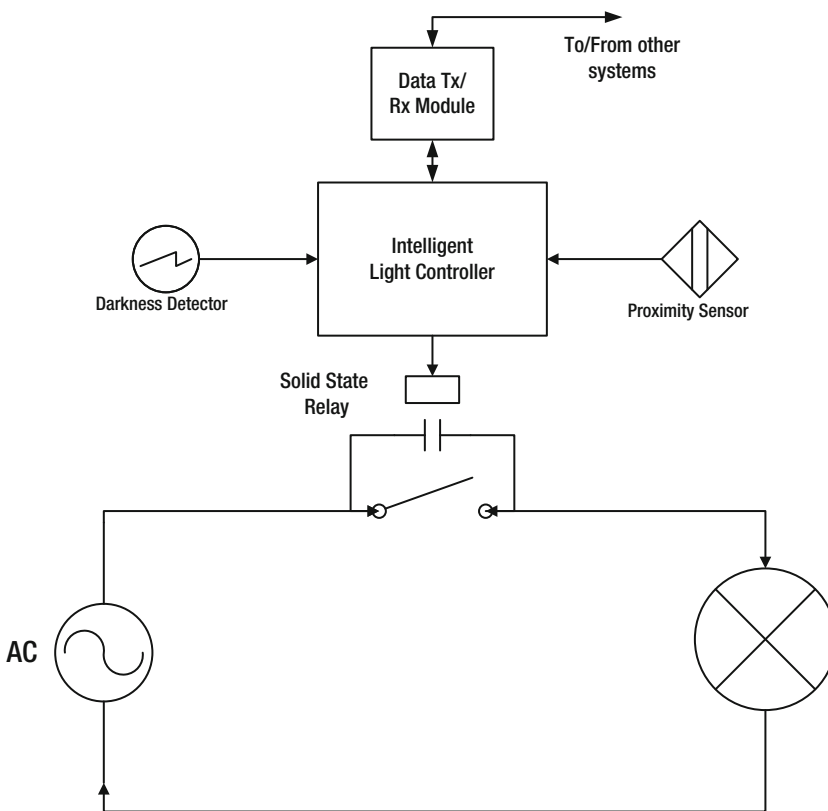 To/From other
systems
Data Tx/
Rx Module
Intelligent
Light Controller
Darkness Detector
Proximity Sensor
Solid State
Relay
AC